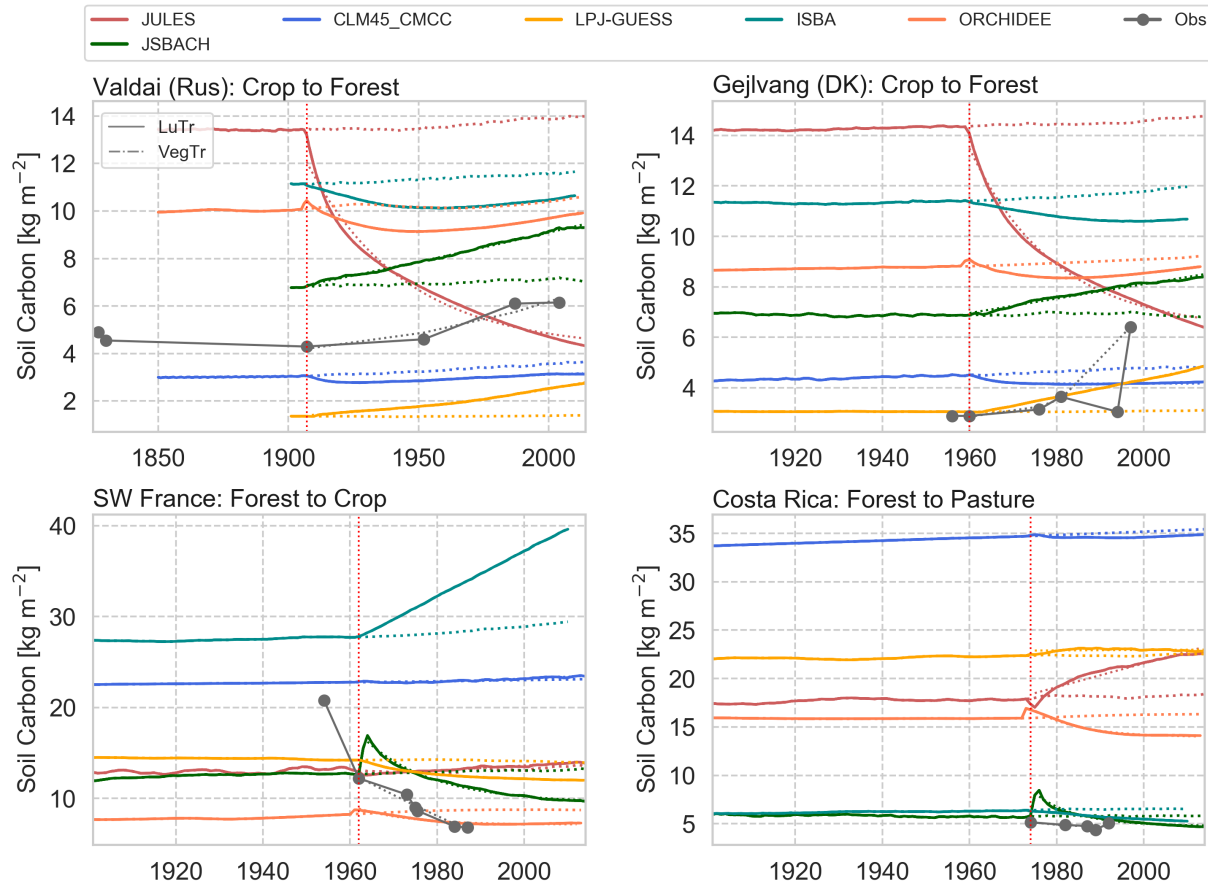 JULES CLM45_CMCC LPJ-GUESS ISBA ORCHIDEE Obs
JSBACH
Valdai (Rus): Crop to Forest
Soil Carbon [kg m⁻²]
14
12
10
8
6
4
2
LuTr
VegTr
1850 1900 1950 2000
Gejlvang (DK): Crop to Forest
Soil Carbon [kg m⁻²]
14
12
10
8
6
4
1920 1940 1960 1980 2000
SW France: Forest to Crop
Soil Carbon [kg m⁻²]
40
30
20
10
1920 1940 1960 1980 2000
Costa Rica: Forest to Pasture
Soil Carbon [kg m⁻²]
35
30
25
20
15
10
5
1920 1940 1960 1980 2000